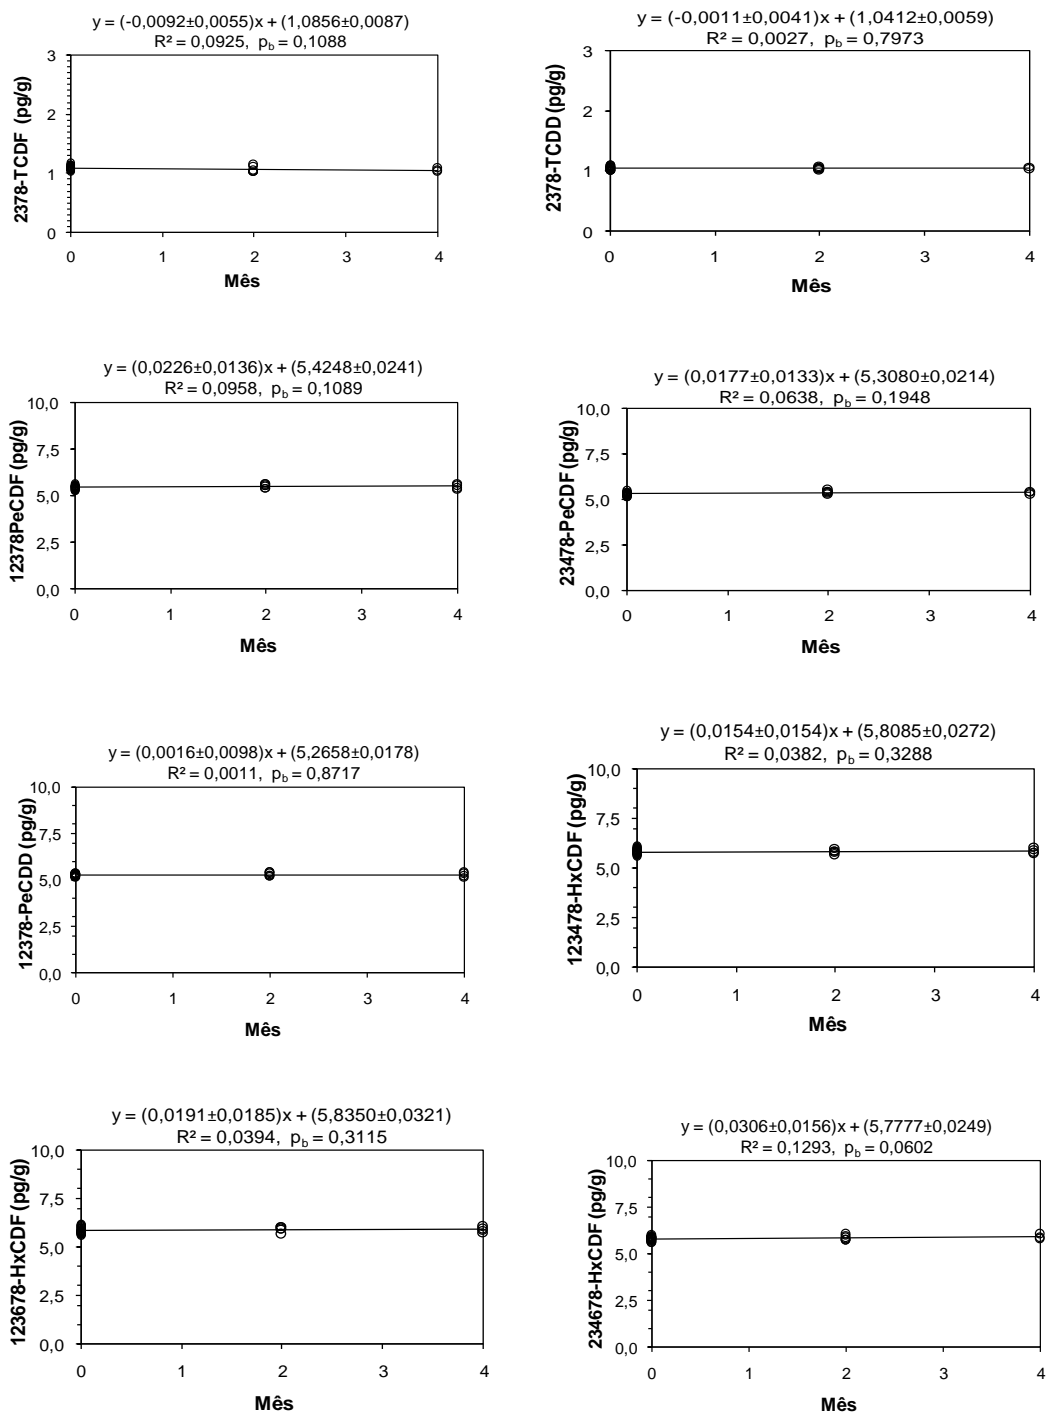 y = (-0,0092±0,0055)x + (1,0856±0,0087)
R² = 0,0925, p_b = 0,1088
3
2
1
0
2378-TCDF (pg/g)
0 1 2 3 4
Mês
y = (-0,0011±0,0041)x + (1,0412±0,0059)
R² = 0,0027, p_b = 0,7973
3
2
1
0
2378-TCDD (pg/g)
0 1 2 3 4
Mês
y = (0,0226±0,0136)x + (5,4248±0,0241)
R² = 0,0958, p_b = 0,1089
10,0
7,5
5,0
2,5
0,0
12378PeCDF (pg/g)
0 1 2 3 4
Mês
y = (0,0177±0,0133)x + (5,3080±0,0214)
R² = 0,0638, p_b = 0,1948
10,0
7,5
5,0
2,5
0,0
23478-PeCDF (pg/g)
0 1 2 3 4
Mês
y = (0,0016±0,0098)x + (5,2658±0,0178)
R² = 0,0011, p_b = 0,8717
10,0
7,5
5,0
2,5
0,0
12378-PeCDD (pg/g)
0 1 2 3 4
Mês
y = (0,0154±0,0154)x + (5,8085±0,0272)
R² = 0,0382, p_b = 0,3288
10,0
7,5
5,0
2,5
0,0
123478-HxCDF (pg/g)
0 1 2 3 4
Mês
y = (0,0191±0,0185)x + (5,8350±0,0321)
R² = 0,0394, p_b = 0,3115
10,0
7,5
5,0
2,5
0,0
123678-HxCDF (pg/g)
0 1 2 3 4
Mês
y = (0,0306±0,0156)x + (5,7777±0,0249)
R² = 0,1293, p_b = 0,0602
10,0
7,5
5,0
2,5
0,0
234678-HxCDF (pg/g)
0 1 2 3 4
Mês